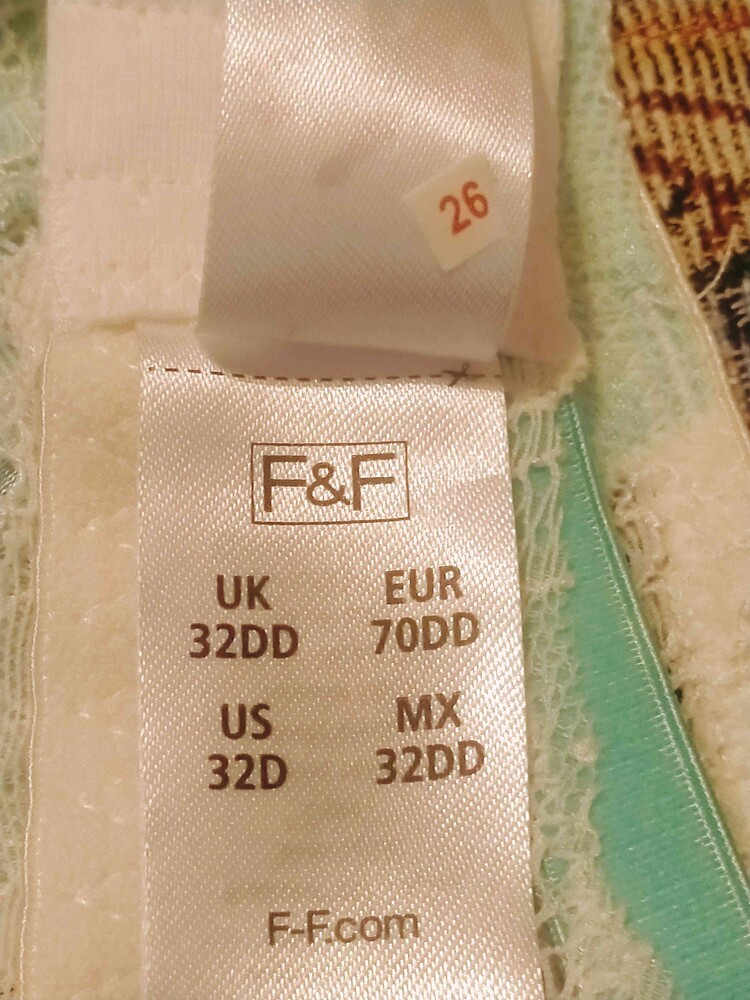 26
F&F
UK EUR
32DD 70DD
US MX
32D 32DD
F-F.com